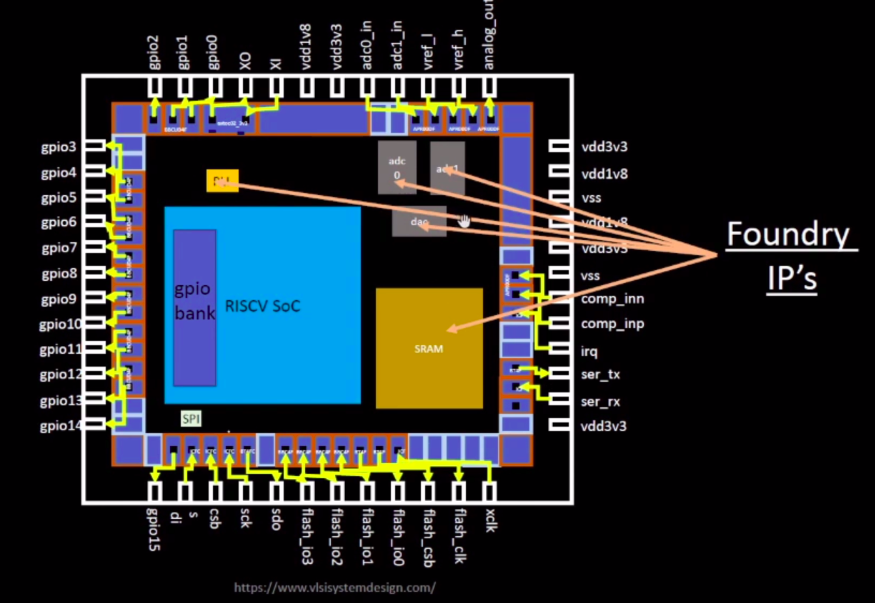 gpio2
gpio1
gpio0
XO
XI
vdd1v8
vdd3v3
adc0_in
adc1_in
vref_l
vref_h
analog_out
gpio3
gpio4
gpio5
gpio6
gpio7
gpio8
gpio9
gpio10
gpio11
gpio12
gpio13
gpio14
adc
0
adc1
dac
gpio
bank
RISCV SoC
SRAM
SPI
vdd3v3
vdd1v8
vss
vdd1v8
vdd3v3
vss
comp_inn
comp_inp
irq
ser_tx
ser_rx
vdd3v3
Foundry
IP's
gpio15
di
s
csb
sck
sdo
flash_io3
flash_io2
flash_io1
flash_io0
flash_csb
flash_clk
xclk
https://www.vlsisystemdesign.com/